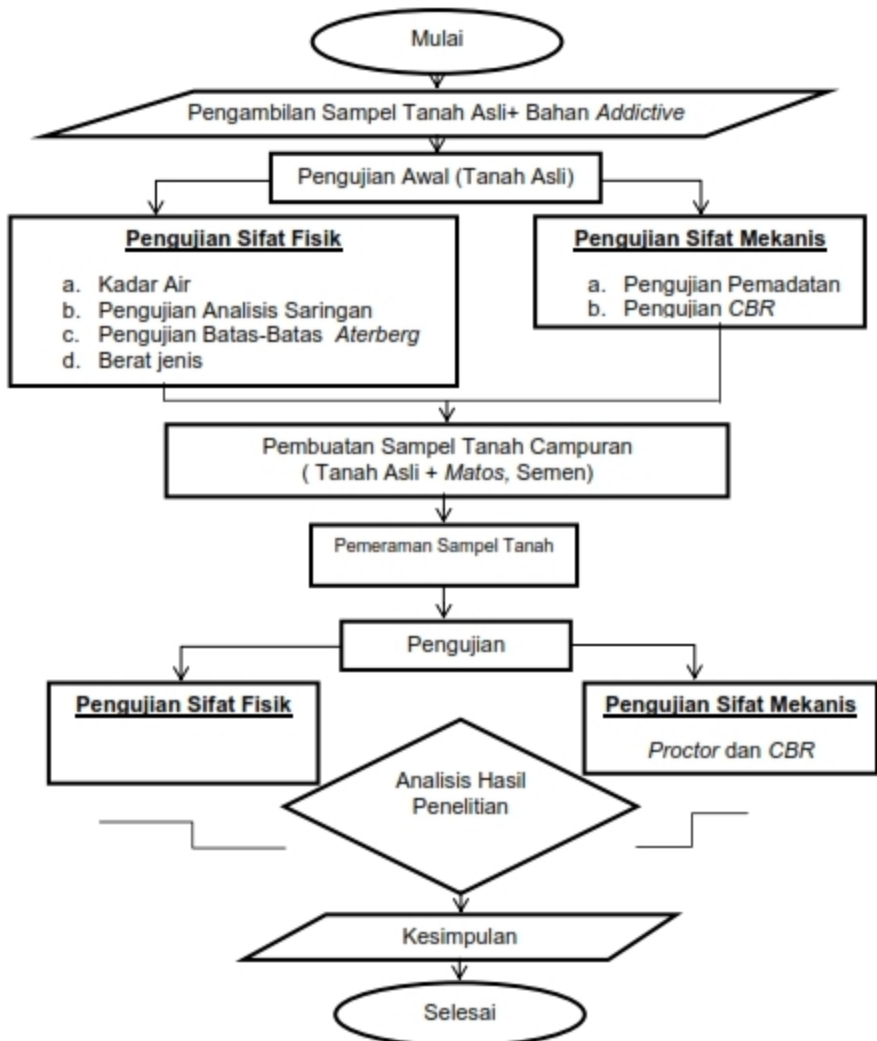 Mulai
Pengambilan Sampel Tanah Asli+ Bahan Addictive
Pengujian Awal (Tanah Asli)
Pengujian Sifat Fisik
a. Kadar Air
b. Pengujian Analisis Saringan
c. Pengujian Batas-Batas Aterberg
d. Berat jenis
Pengujian Sifat Mekanis
a. Pengujian Pemadatan
b. Pengujian CBR
Pembuatan Sampel Tanah Campuran
( Tanah Asli + Matos, Semen)
Pemeraman Sampel Tanah
Pengujian
Pengujian Sifat Fisik
Pengujian Sifat Mekanis
Proctor dan CBR
Analisis Hasil
Penelitian
Kesimpulan
Selesai